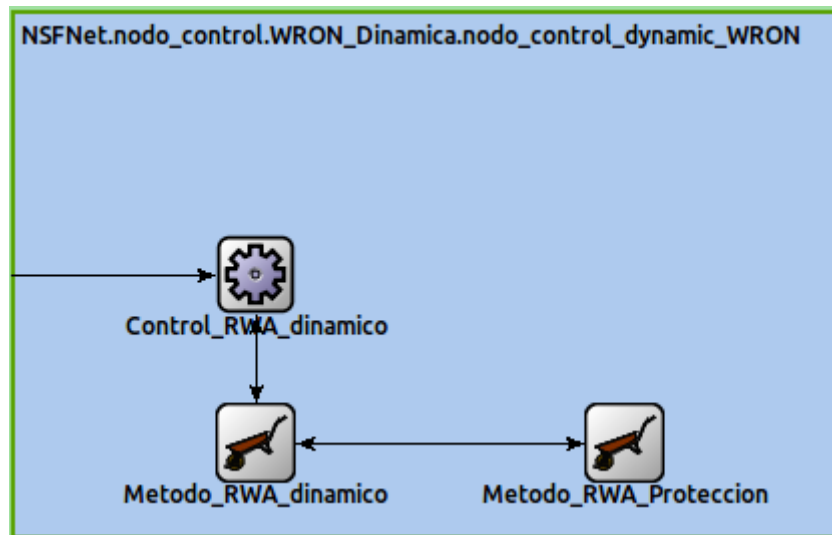 NSFNet.nodo_control.WRON_Dinamica.nodo_control_dynamic_WRON
Control_RWA_dinamico
Metodo_RWA_dinamico
Metodo_RWA_Proteccion